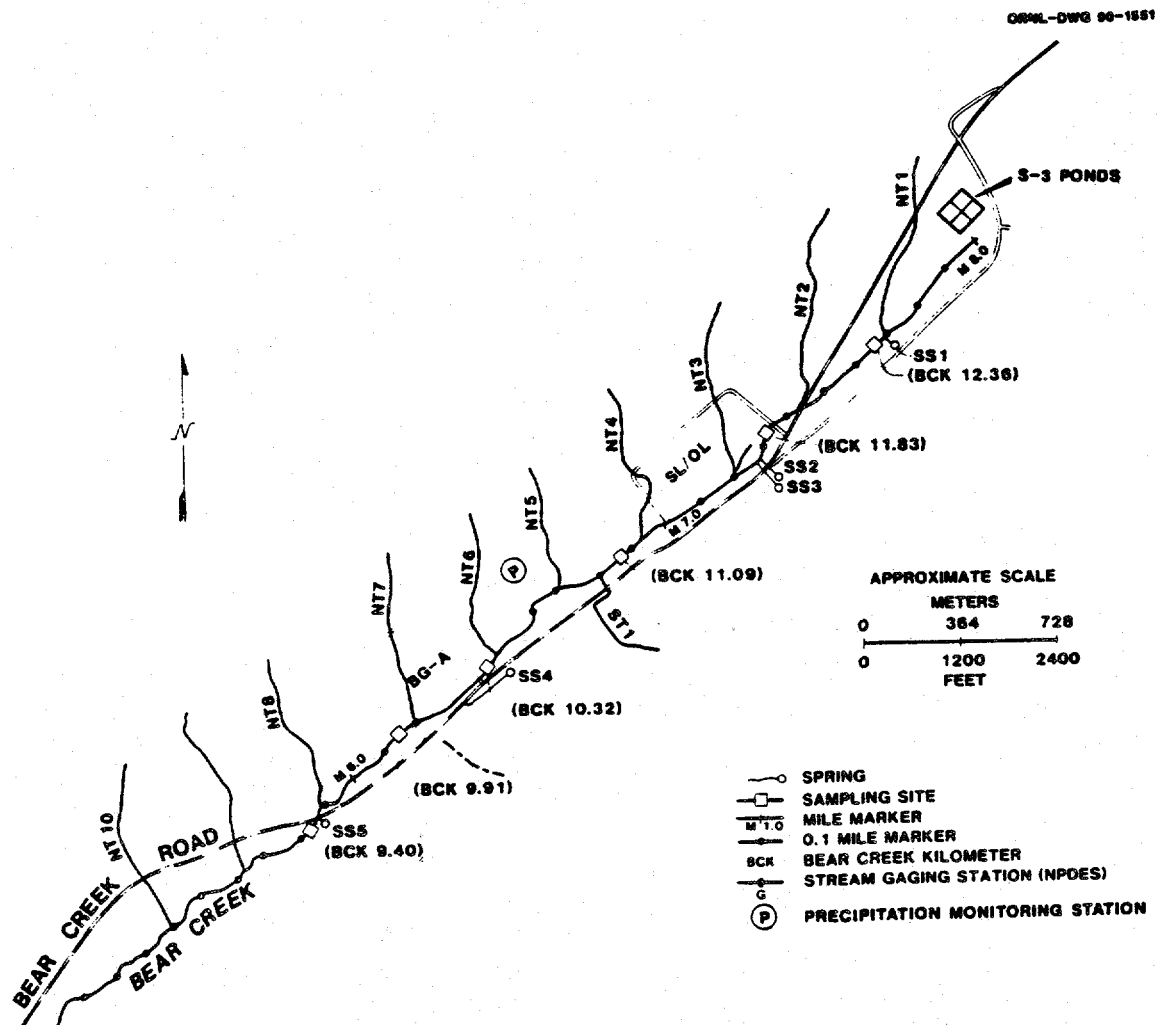 ORNL-DWG 90-1551
S-3 PONDS
NT1
M 8.0
NT2
SS1
(BCK 12.36)
NT3
(BCK 11.83)
NT4
SL/OL
SS2
SS3
NT5
M 7.0
NT6
P
(BCK 11.09)
NT7
ST1
APPROXIMATE SCALE
METERS
0 364 728
0 1200 2400
FEET
BG-A
SS4
(BCK 10.32)
NT8
M 6.0
(BCK 9.91)
SS5
(BCK 9.40)
NT10
BEAR CREEK ROAD
BEAR CREEK
SPRING
SAMPLING SITE
M 1.0 MILE MARKER
0.1 MILE MARKER
BCK BEAR CREEK KILOMETER
G STREAM GAGING STATION (NPDES)
P PRECIPITATION MONITORING STATION
N